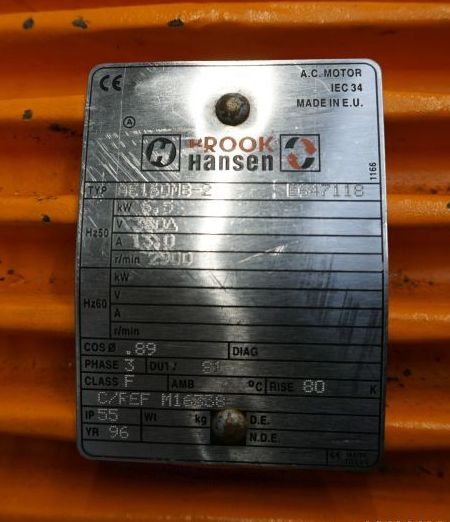 CE
A.C. MOTOR
IEC 34
MADE IN E.U.
A
H BROOK
Hansen
1166
TYP
Hz50 kW
V
A
r/min 2900
Hz60 kW
V
A
r/min
COS Ø .89 DIAG
PHASE 3 DUTY S1
CLASS F AMB °C RISE 80 K
C/REF
IP 55 Wt kg D.E.
YR 96 N.D.E.